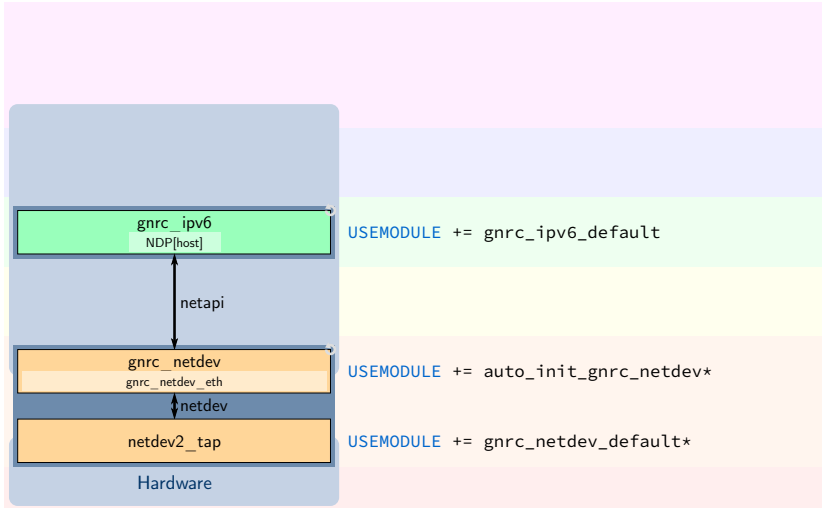 gnrc_ipv6
NDP[host]
USEMODULE += gnrc_ipv6_default
netapi
gnrc_netdev
gnrc_netdev_eth
USEMODULE += auto_init_gnrc_netdev*
netdev
netdev2_tap
USEMODULE += gnrc_netdev_default*
Hardware